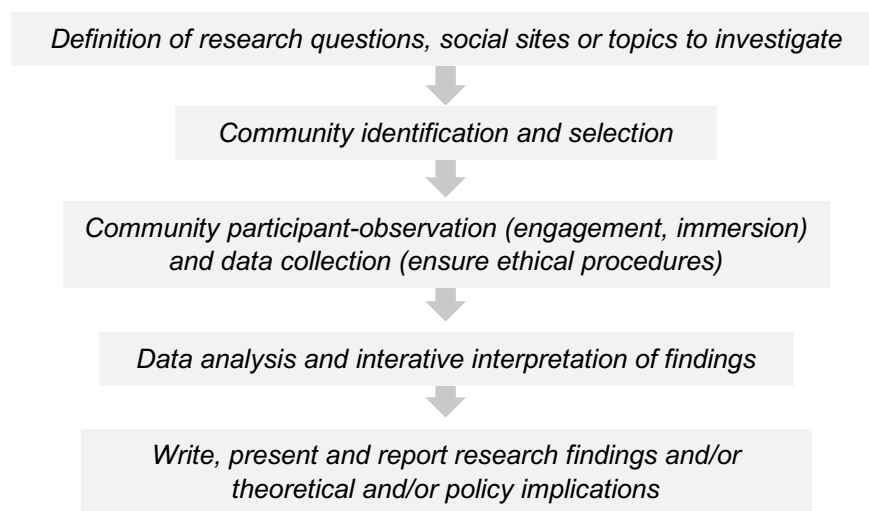 Definition of research questions, social sites or topics to investigate
Community identification and selection
Community participant-observation (engagement, immersion)
and data collection (ensure ethical procedures)
Data analysis and interative interpretation of findings
Write, present and report research findings and/or
theoretical and/or policy implications